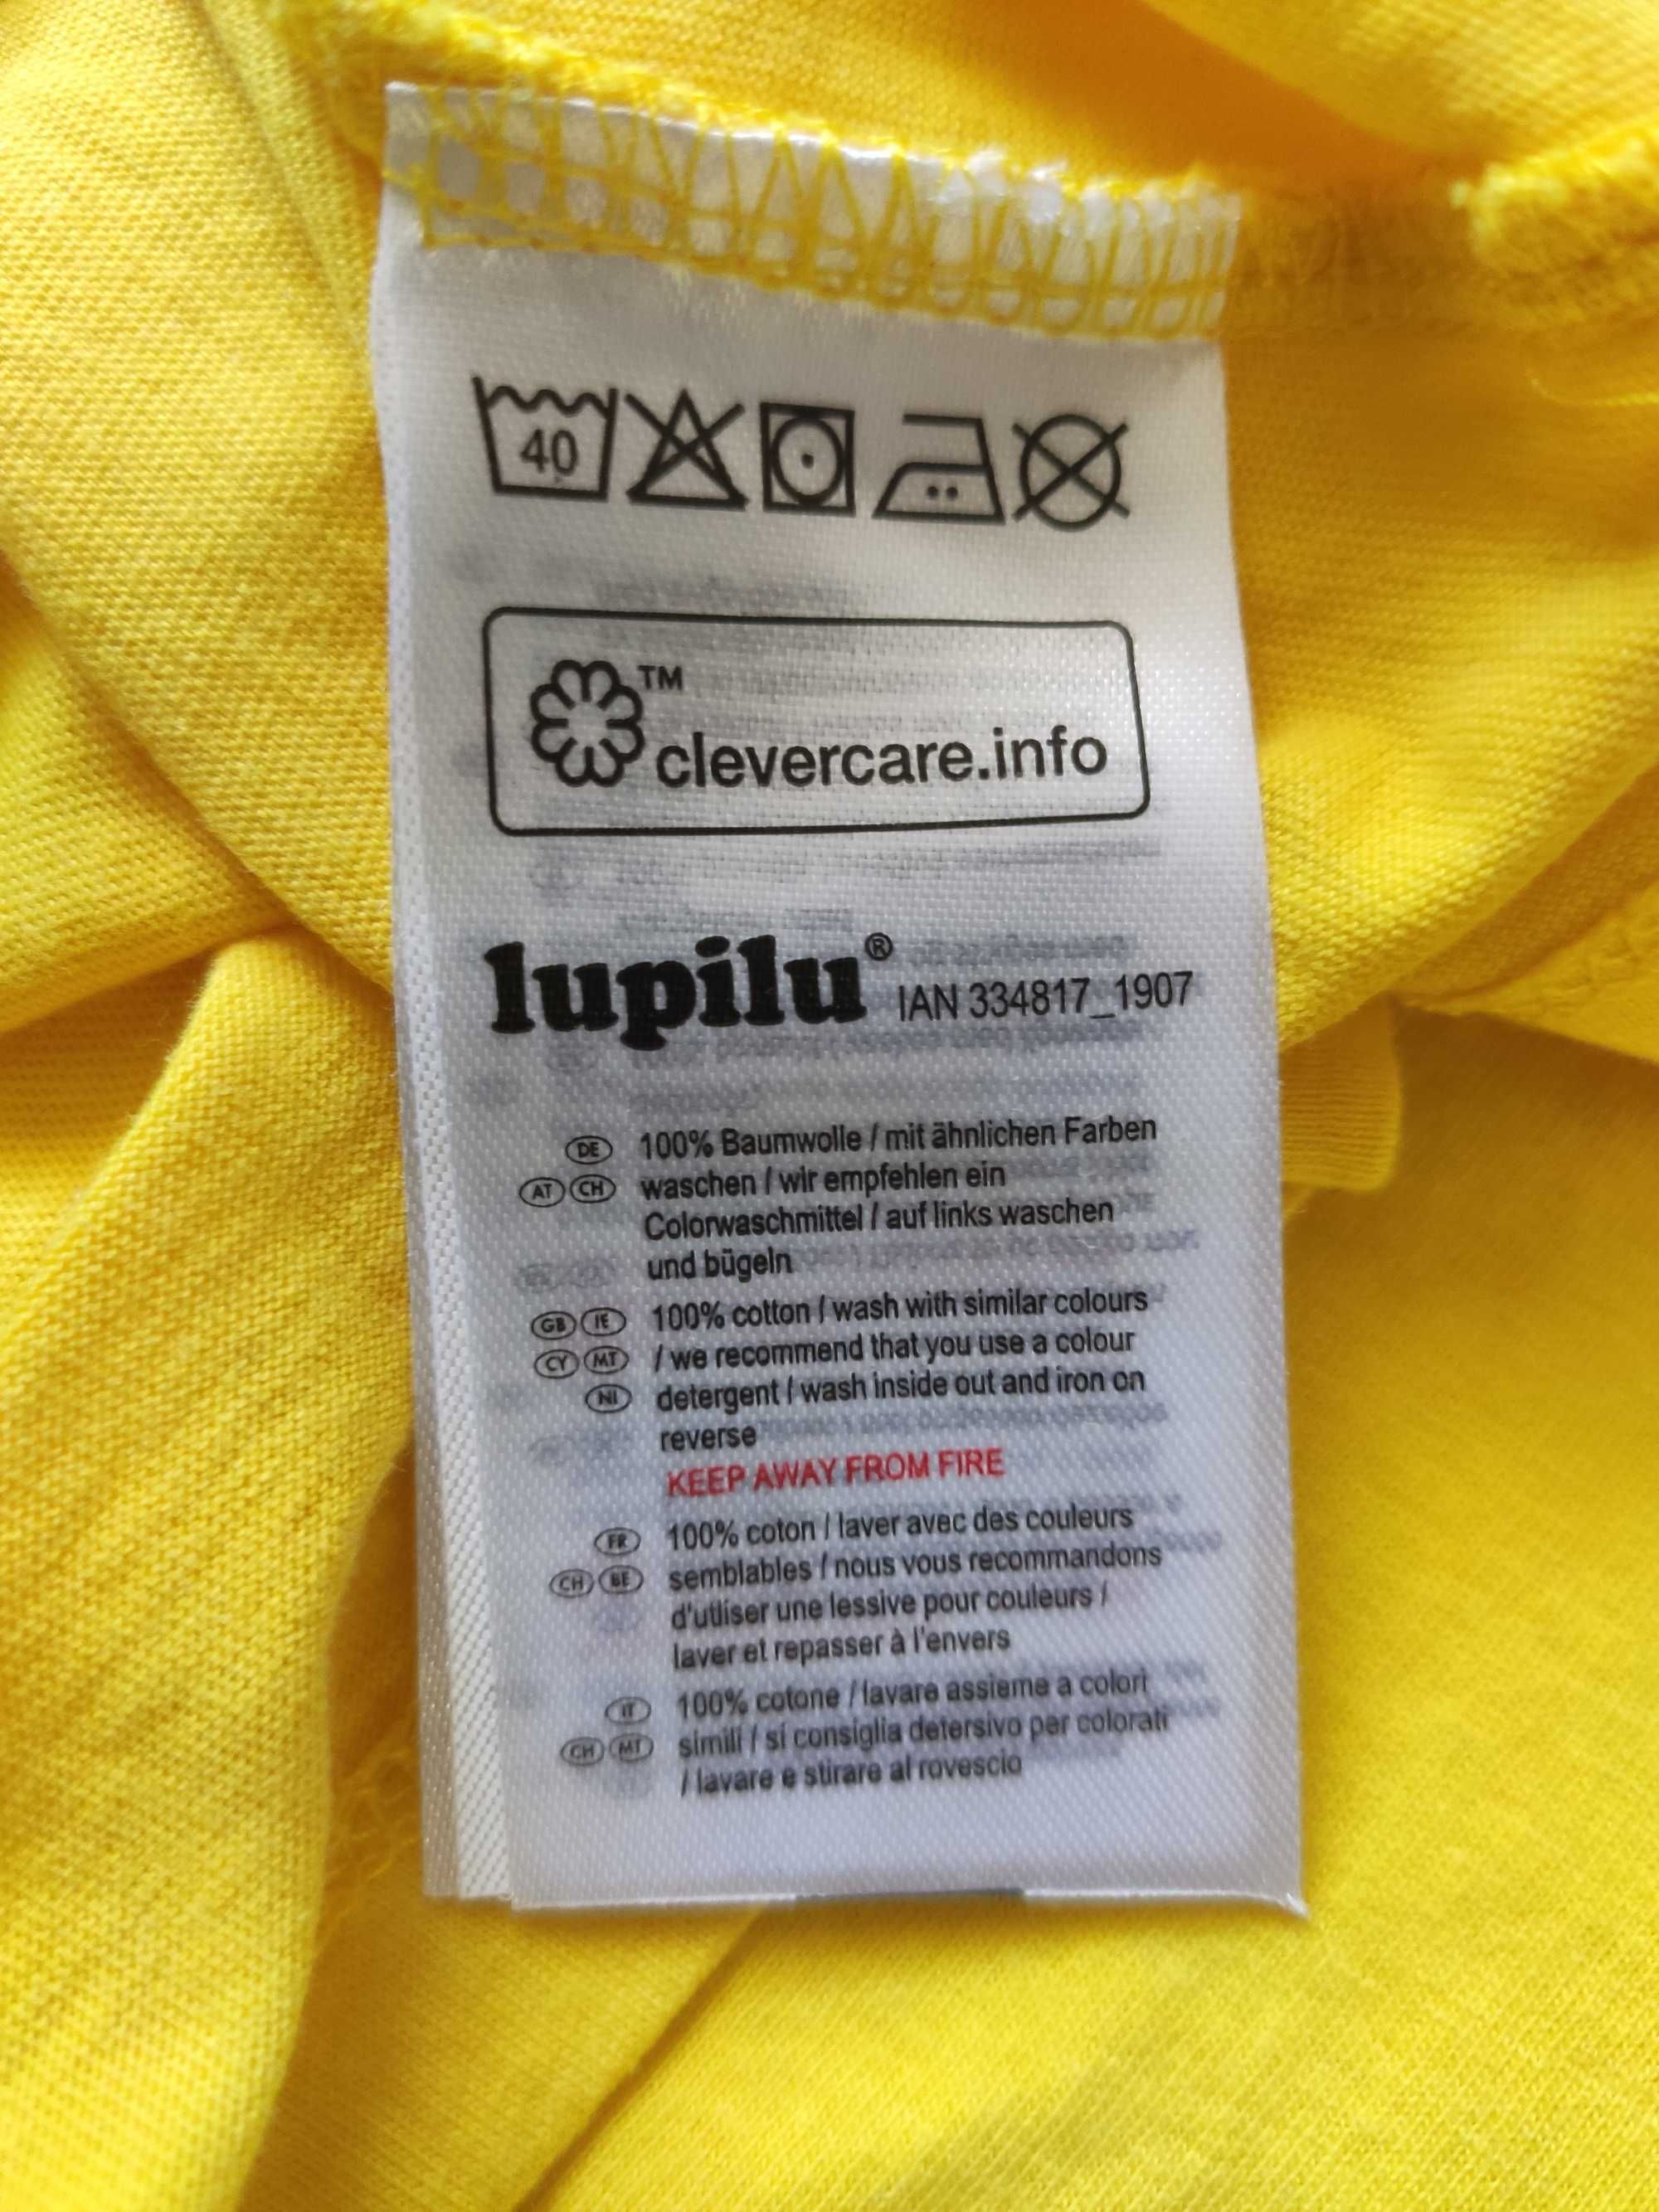 40
TM
clevercare.info
lupilu® IAN 334817_1907
DE 100% Baumwolle / mit ähnlichen Farben
AT CH waschen / wir empfehlen ein
Colorwaschmittel / auf links waschen
und bügeln
GB IE 100% cotton / wash with similar colours
CY MT / we recommend that you use a colour
NI detergent / wash inside out and iron on
reverse
KEEP AWAY FROM FIRE
FR 100% coton / laver avec des couleurs
CH BE semblables / nous vous recommandons
d'utiliser une lessive pour couleurs /
laver et repasser à l'envers
IT 100% cotone / lavare assieme a colori
CH MT simili / si consiglia detersivo per colorati
/ lavare e stirare al rovescio